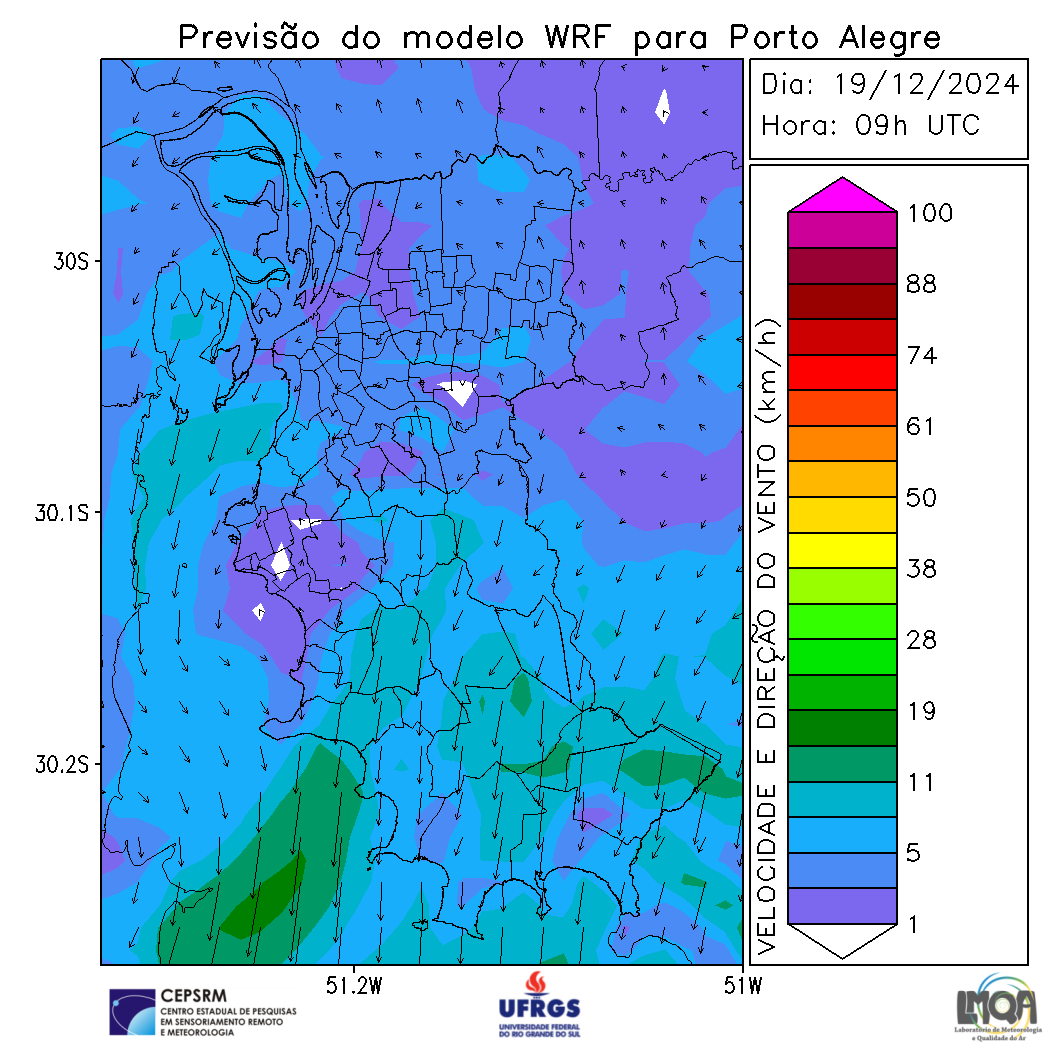 Previsão do modelo WRF para Porto Alegre
Dia: 19/12/2024
Hora: 09h UTC
30S
30.1S
30.2S
51.2W
51W
VELOCIDADE E DIREÇÃO DO VENTO (km/h)
100
88
74
61
50
38
28
19
11
5
1
CEPSRM
CENTRO ESTADUAL DE PESQUISAS
EM SENSORIAMENTO REMOTO
E METEOROLOGIA
UFRGS
UNIVERSIDADE FEDERAL
DO RIO GRANDE DO SUL
LMQA
Laboratório de Meteorologia
e Qualidade do Ar